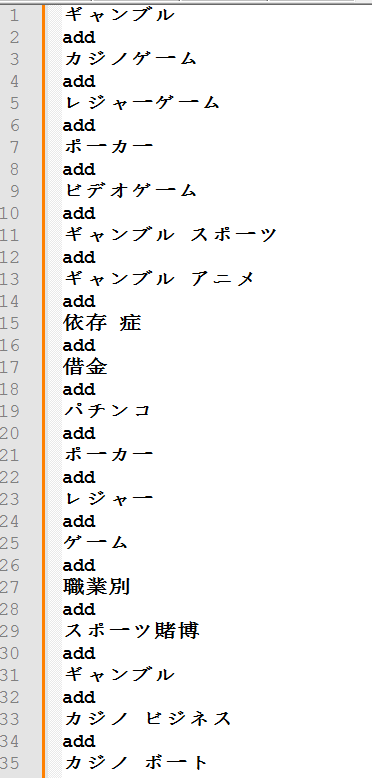 1 ギャンブル
2 add
3 カジノゲーム
4 add
5 レジャーゲーム
6 add
7 ポーカー
8 add
9 ビデオゲーム
10 add
11 ギャンブル スポーツ
12 add
13 ギャンブル アニメ
14 add
15 依存 症
16 add
17 借金
18 add
19 パチンコ
20 add
21 ポーカー
22 add
23 レジャー
24 add
25 ゲーム
26 add
27 職業別
28 add
29 スポーツ賭博
30 add
31 ギャンブル
32 add
33 カジノ ビジネス
34 add
35 カジノ ボート